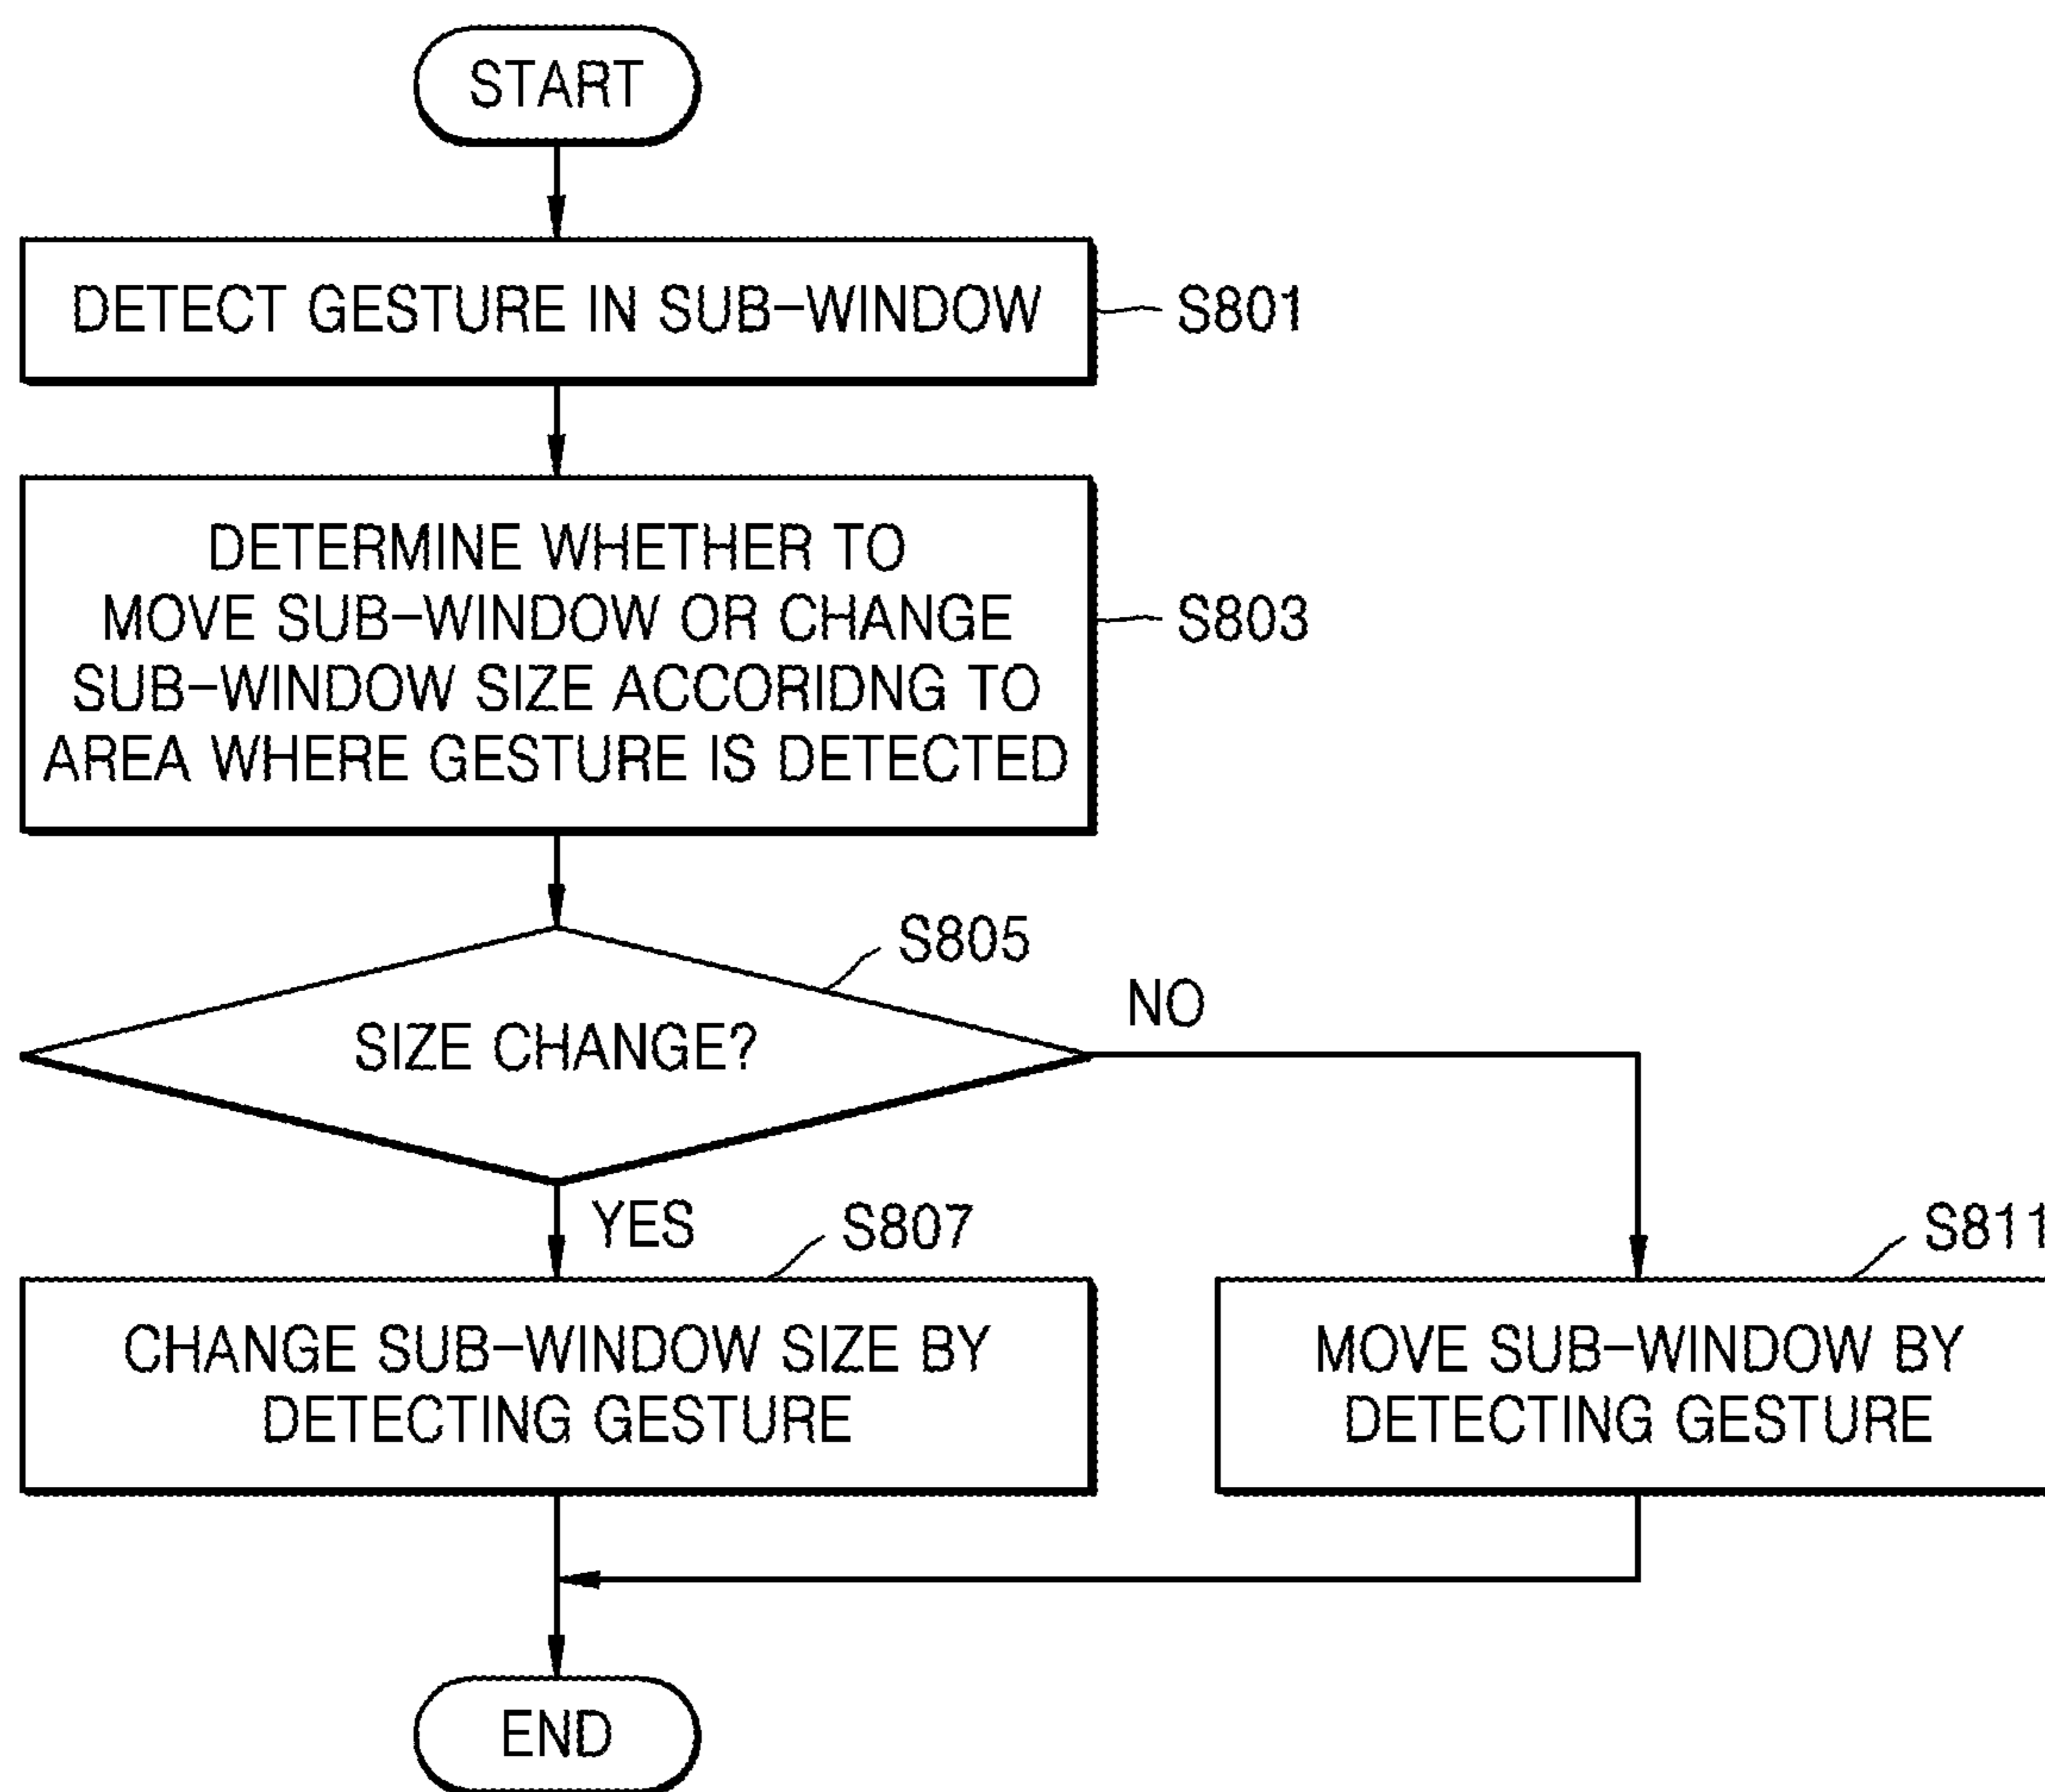 START
DETECT GESTURE IN SUB-WINDOW
S801
DETERMINE WHETHER TO
MOVE SUB-WINDOW OR CHANGE
SUB-WINDOW SIZE ACCORIDNG TO
AREA WHERE GESTURE IS DETECTED
S803
S805
SIZE CHANGE?
NO
YES
S807
CHANGE SUB-WINDOW SIZE BY
DETECTING GESTURE
S811
MOVE SUB-WINDOW BY
DETECTING GESTURE
END